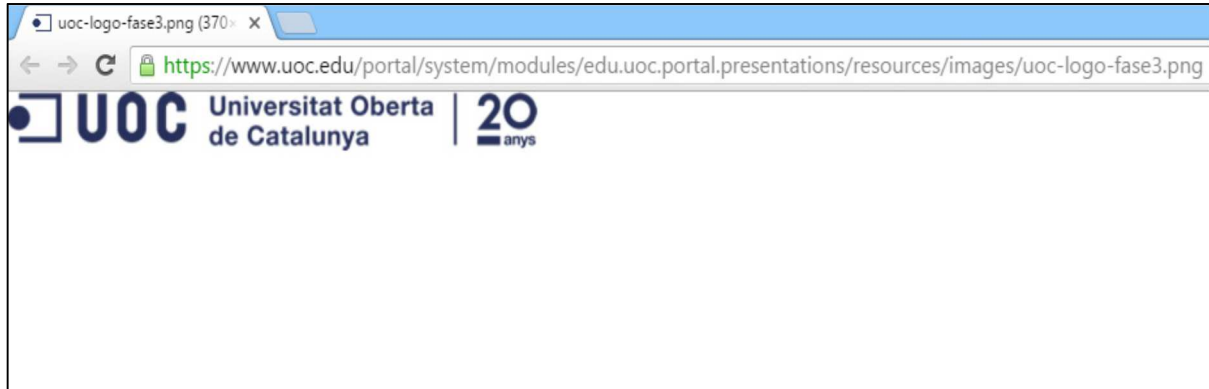 uoc-logo-fase3.png (370×
https://www.uoc.edu/portal/system/modules/edu.uoc.portal.presentations/resources/images/uoc-logo-fase3.png
UOC
Universitat Oberta
de Catalunya
20
anys